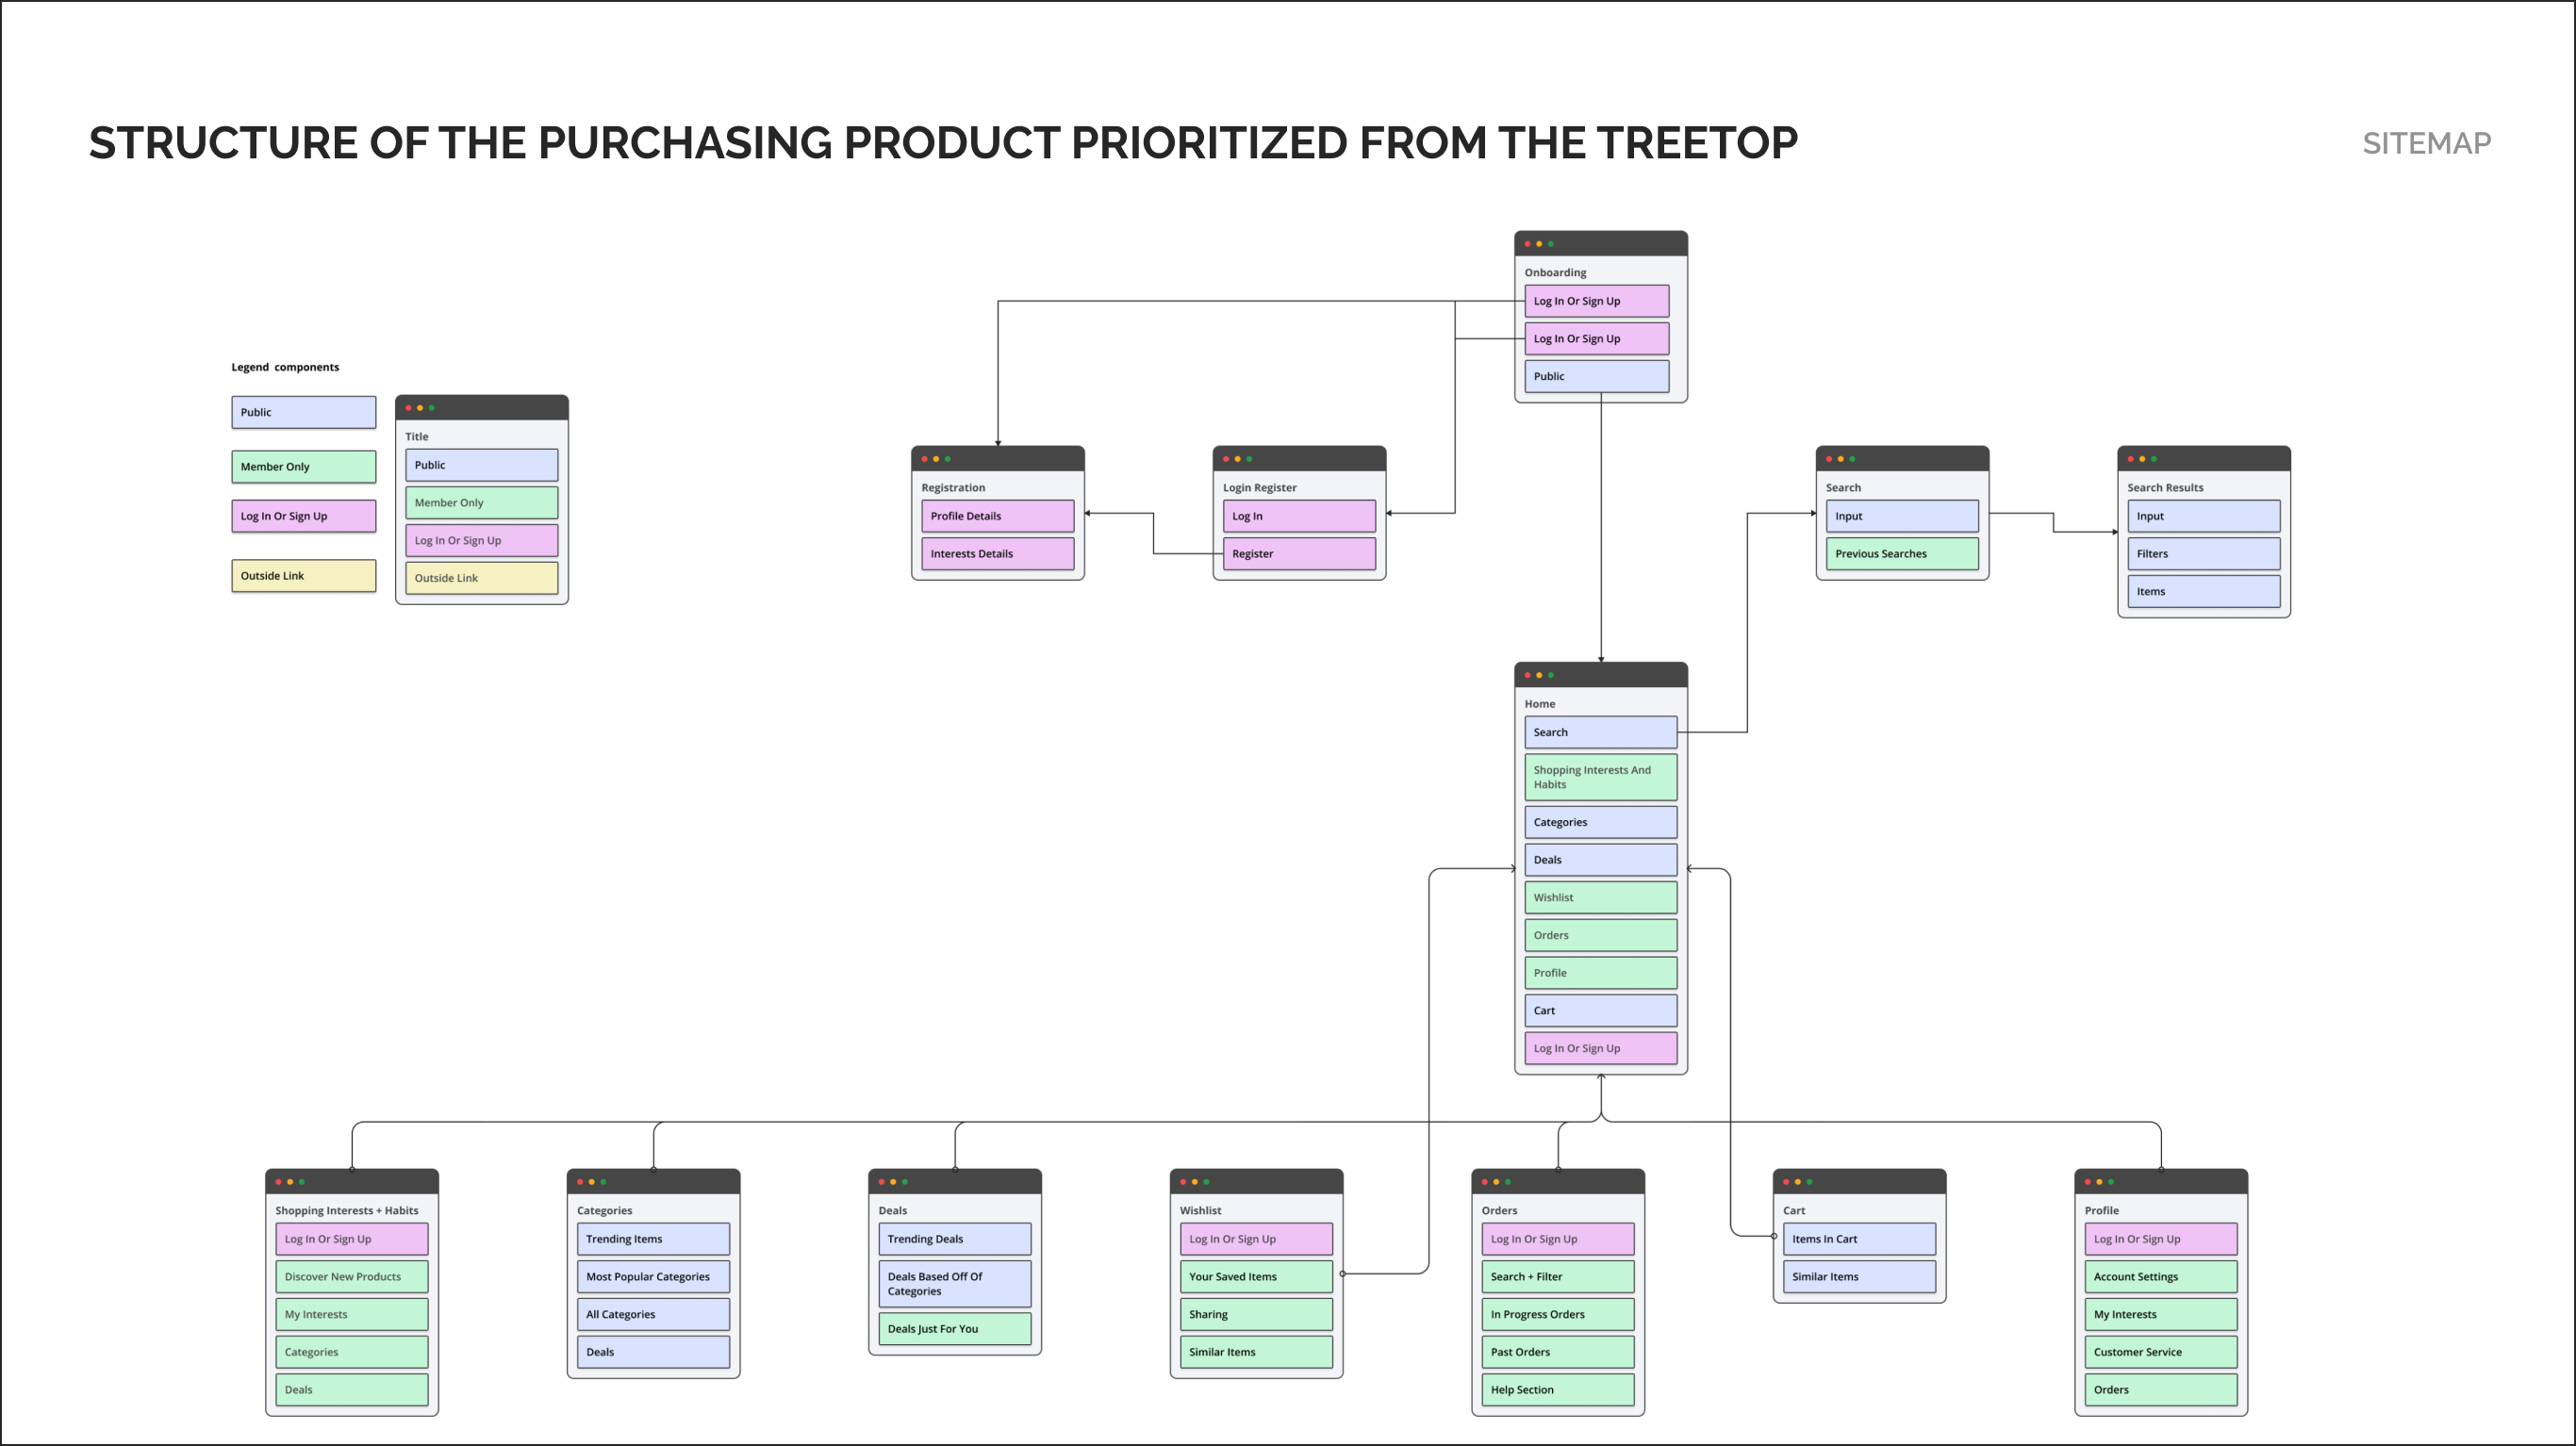 STRUCTURE OF THE PURCHASING PRODUCT PRIORITIZED FROM THE TREETOP
SITEMAP
Legend components
Public
Member Only
Log In Or Sign Up
Outside Link
Title
Public
Member Only
Log In Or Sign Up
Outside Link
Onboarding
Log In Or Sign Up
Log In Or Sign Up
Public
Registration
Profile Details
Interests Details
Login Register
Log In
Register
Search
Input
Previous Searches
Search Results
Input
Filters
Items
Home
Search
Shopping Interests And
Habits
Categories
Deals
Wishlist
Orders
Profile
Cart
Log In Or Sign Up
Shopping Interests + Habits
Log In Or Sign Up
Discover New Products
My Interests
Categories
Deals
Categories
Trending Items
Most Popular Categories
All Categories
Deals
Deals
Trending Deals
Deals Based Off Of
Categories
Deals Just For You
Wishlist
Log In Or Sign Up
Your Saved Items
Sharing
Similar Items
Orders
Log In Or Sign Up
Search + Filter
In Progress Orders
Past Orders
Help Section
Cart
Items In Cart
Similar Items
Profile
Log In Or Sign Up
Account Settings
My Interests
Customer Service
Orders